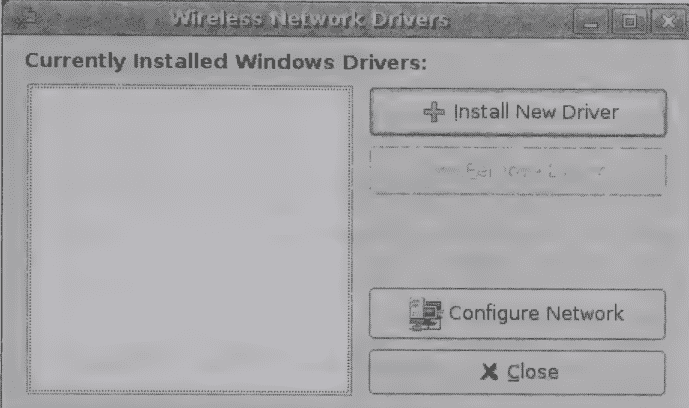 Wireless Network Drivers
Currently Installed Windows Drivers:
Install New Driver
Configure Network
Close